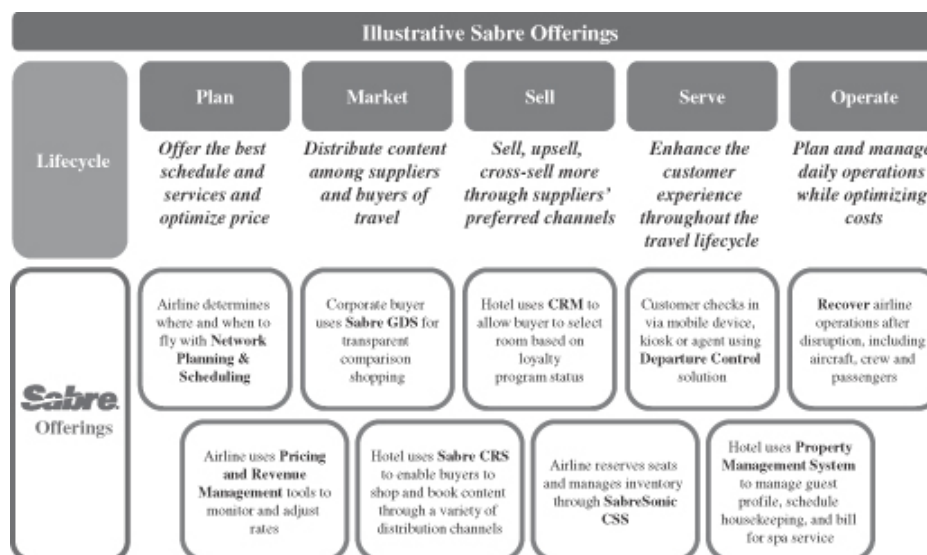 Illustrative Sabre Offerings
Lifecycle
Plan
Market
Sell
Serve
Operate
Offer the best
schedule and
services and
optimize price
Distribute content
among suppliers
and buyers of
travel
Sell, upsell,
cross-sell more
through suppliers'
preferred channels
Enhance the
customer
experience
throughout the
travel lifecycle
Plan and manage
daily operations
while optimizing
costs
Sabre
Offerings
Airline determines
where and when to
fly with Network
Planning &
Scheduling
Corporate buyer
uses Sabre GDS for
transparent
comparison
shopping
Hotel uses CRM to
allow buyer to select
room based on
loyalty
program status
Customer checks in
via mobile device,
kiosk or agent using
Departure Control
solution
Recover airline
operations after
disruption, including
aircraft, crew and
passengers
Airline uses Pricing
and Revenue
Management tools to
monitor and adjust
rates
Hotel uses Sabre CRS
to enable buyers to
shop and book content
through a variety of
distribution channels
Airline reserves seats
and manages inventory
through SabreSonic
CSS
Hotel uses Property
Management System
to manage guest
profile, schedule
housekeeping, and bill
for spa service